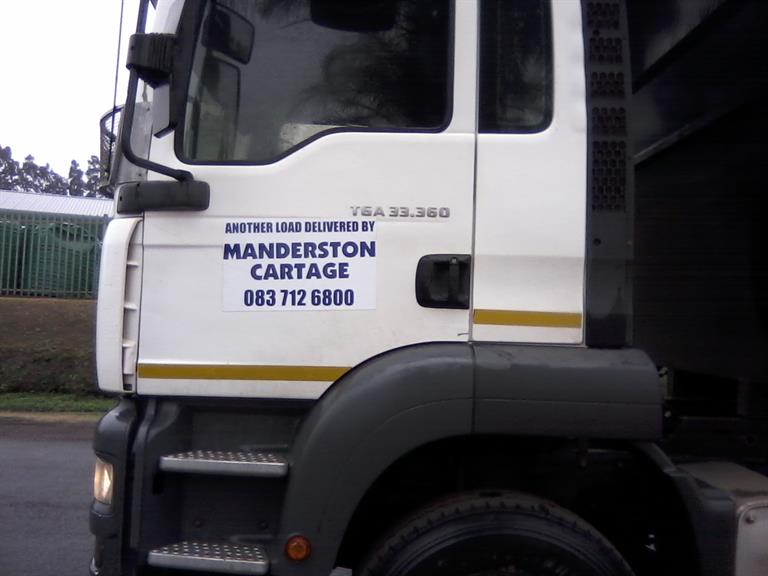 TGA 33.360
ANOTHER LOAD DELIVERED BY
MANDERSTON
CARTAGE
083 712 6800